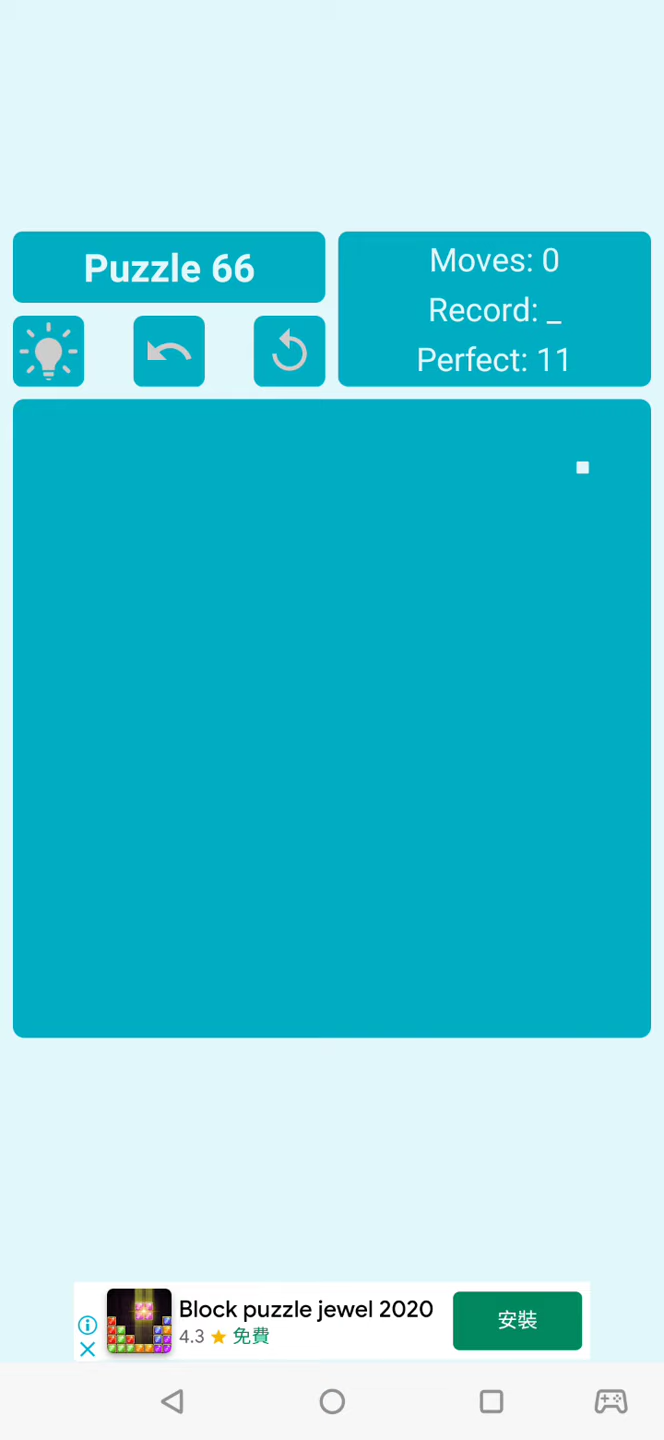 Puzzle 66
Moves: 0
Record: _
Perfect: 11
Block puzzle jewel 2020
4.3 ★ 免費
安裝